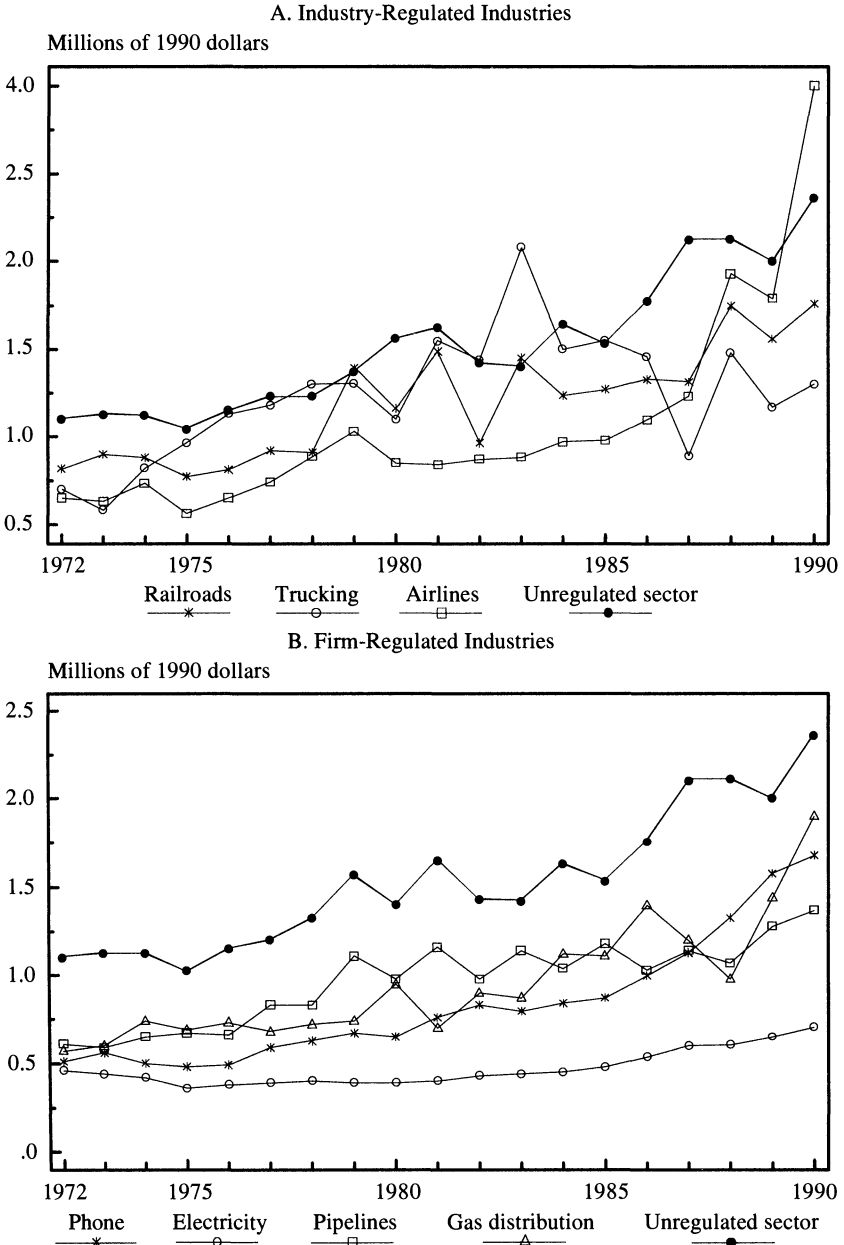 A. Industry-Regulated Industries
Millions of 1990 dollars
4.0
2.5
2.0
1.5
1.0
0.5
1972 1975 1980 1985 1990
Railroads Trucking Airlines Unregulated sector
B. Firm-Regulated Industries
Millions of 1990 dollars
2.5
2.0
1.5
1.0
0.5
.0
1972 1975 1980 1985 1990
Phone Electricity Pipelines Gas distribution Unregulated sector